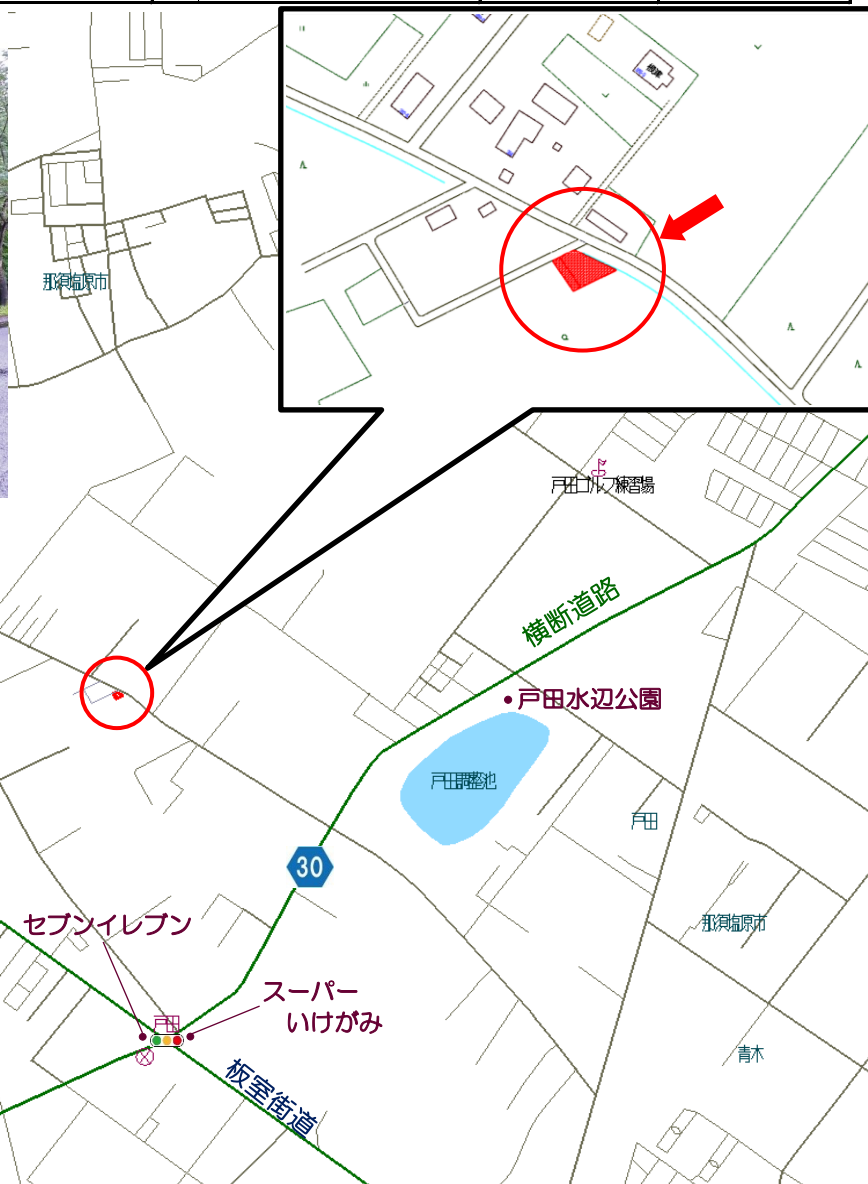 那須塩原市
戸田ゴルフ練習場
横断道路
戸田水辺公園
戸田調整池
戸田
30
那須塩原市
セブンイレブン
スーパー
いけがみ
戸田
青木
板室街道